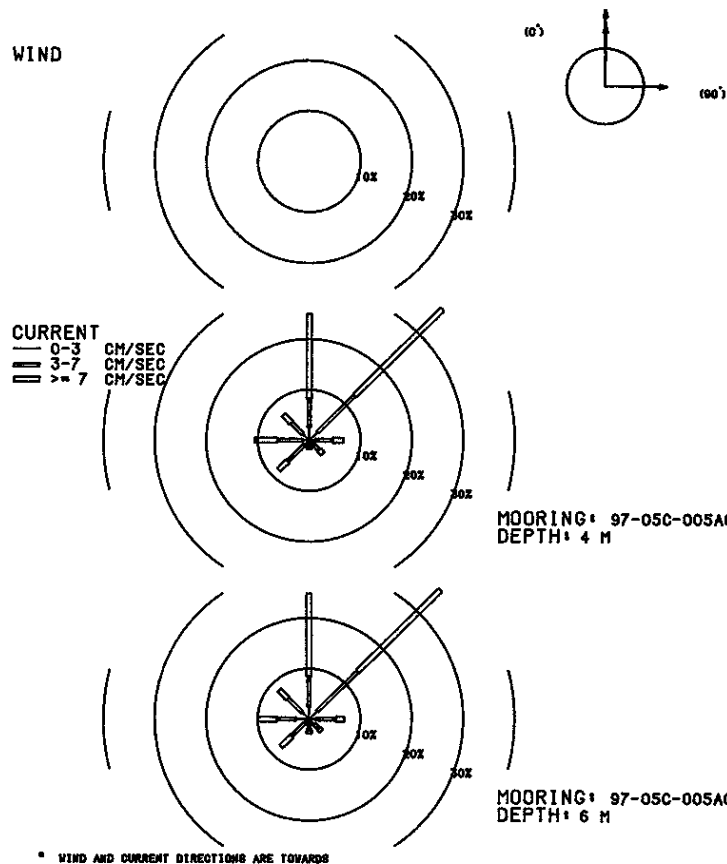 WIND
(0°)
(90°)
10%
20%
30%
CURRENT
0-3 CM/SEC
3-7 CM/SEC
>= 7 CM/SEC
10%
20%
30%
MOORING: 97-05C-005A
DEPTH: 4 M
10%
20%
30%
MOORING: 97-05C-005A
DEPTH: 6 M
* WIND AND CURRENT DIRECTIONS ARE TOWARDS